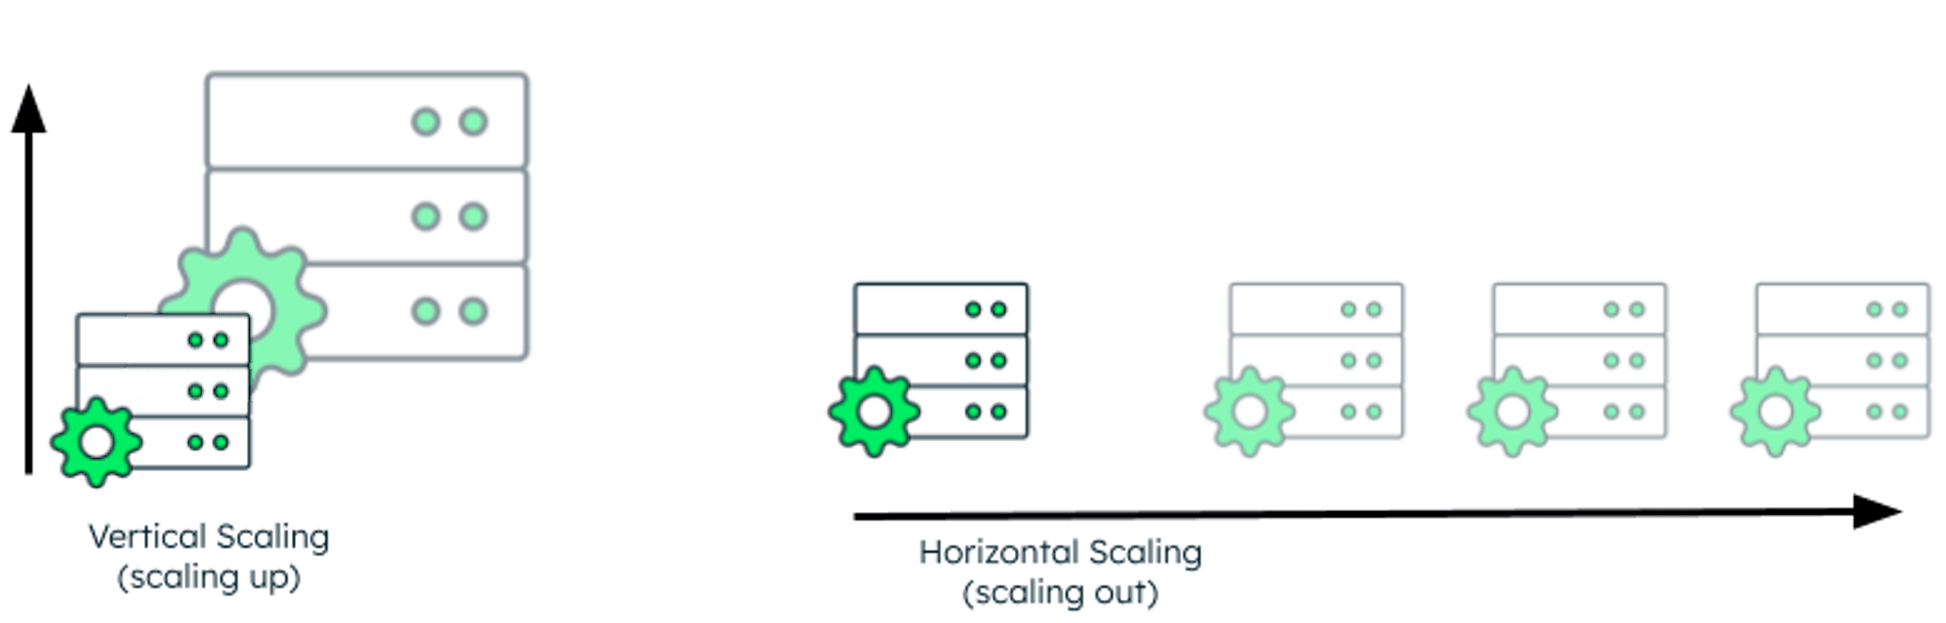 Vertical Scaling
(scaling up)
Horizontal Scaling
(scaling out)